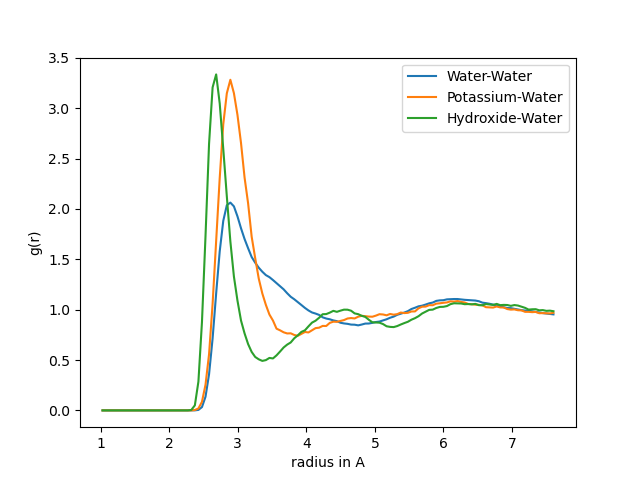 3.5
3.0
2.5
2.0
1.5
1.0
0.5
0.0
g(r)
Water-Water
Potassium-Water
Hydroxide-Water
1 2 3 4 5 6 7
radius in A